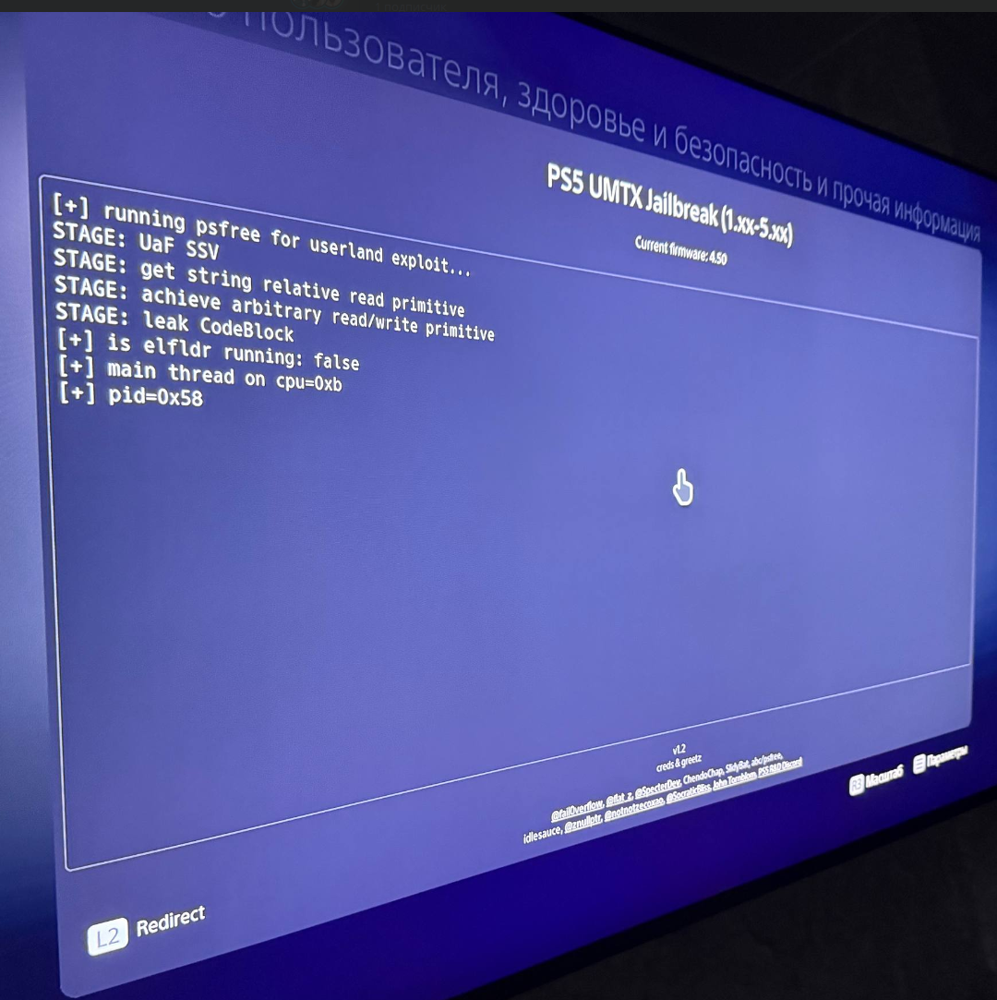 пользователя, здоровье и безопасность и прочая информация
PS5 UMTX Jailbreak (1.xx-5.xx)
Current firmware: 4.50
[+] running psfree for userland exploit...
STAGE: UaF SSV
STAGE: get string relative read primitive
STAGE: achieve arbitrary read/write primitive
STAGE: leak CodeBlock
[+] is elfldr running: false
[+] main thread on cpu=0xb
[+] pid=0x58
v1.2
creds & greetz
@fail0verflow, @flat_z, @SpecterDev, ChendoChap, SlidyBat, abc/psfree,
idlesauce, @znullptr, @notnotzecoxao, @SocraticBliss, John Tornblom, PS5 R&D Discord
R3 Масштаб
Параметры
L2 Redirect